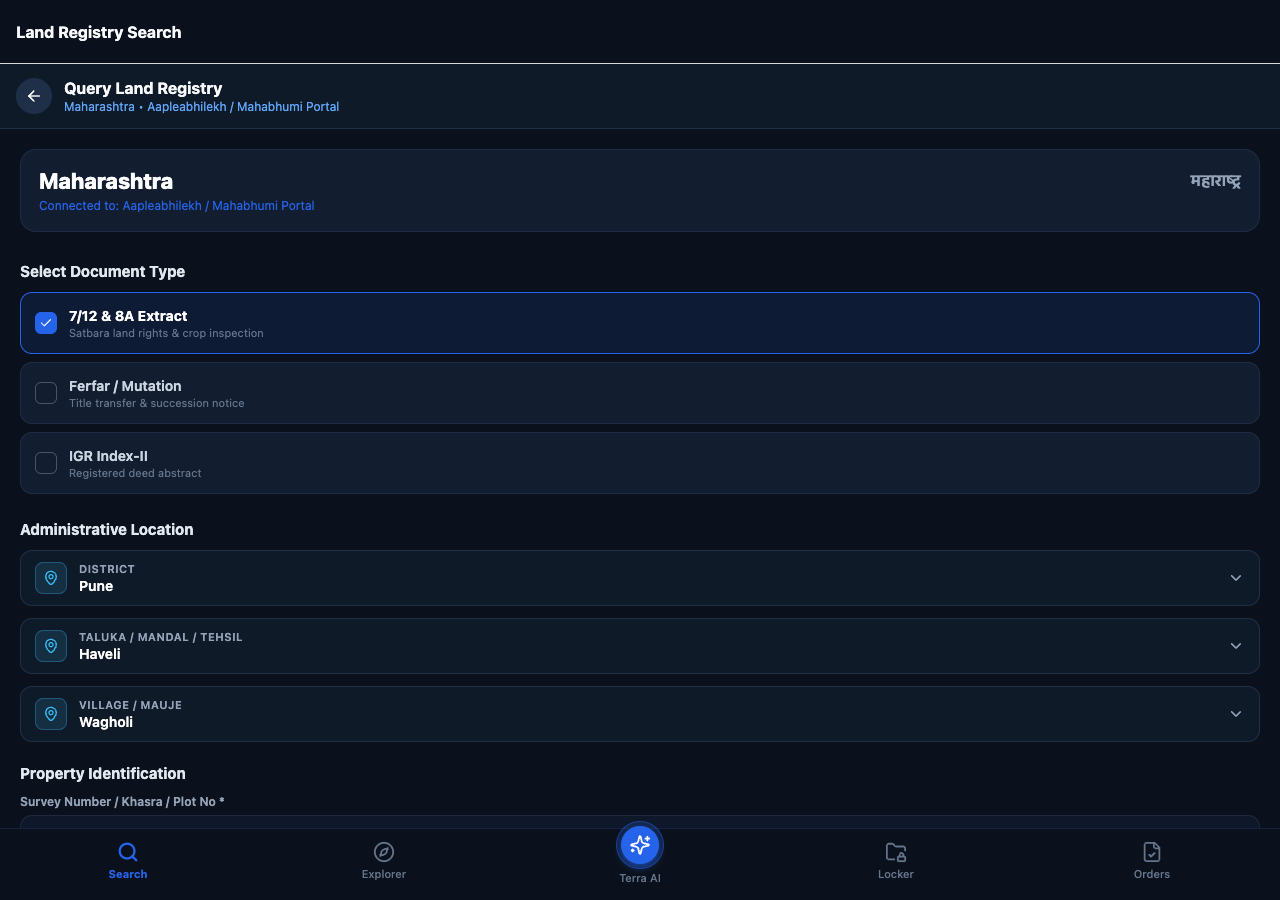 Land Registry Search
Query Land Registry
Maharashtra • Aapleabhilekh / Mahabhumi Portal
Maharashtra
महाराष्ट्र
Connected to: Aapleabhilekh / Mahabhumi Portal
Select Document Type
7/12 & 8A Extract
Satbara land rights & crop inspection
Ferfar / Mutation
Title transfer & succession notice
IGR Index-II
Registered deed abstract
Administrative Location
DISTRICT
Pune
TALUKA / MANDAL / TEHSIL
Haveli
VILLAGE / MAUJE
Wagholi
Property Identification
Survey Number / Khasra / Plot No *
Search
Explorer
Terra AI
Locker
Orders